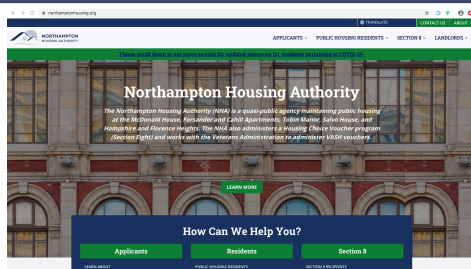 northamptonhousing.org
TRANSLATE
CONTACT US
ABOUT
NORTHAMPTON
HOUSING AUTHORITY
APPLICANTS
PUBLIC HOUSING RESIDENTS
SECTION 8
LANDLORDS
Please scroll down to our news section for updated resources for residents pertaining to COVID-19.
Northampton Housing Authority
The Northampton Housing Authority (NHA) is a quasi-public agency maintaining public housing
at the McDonald House, Forsander and Cahill Apartments, Tobin Manor, Salvo House, and
Hampshire and Florence Heights. The NHA also administers a Housing Choice Voucher program
(Section Eight) and works with the Veterans Administration to administer VASH vouchers.
LEARN MORE
How Can We Help You?
Applicants
Residents
Section 8
LEARN ABOUT
PUBLIC HOUSING RESIDENTS
SECTION 8 RECIPIENTS